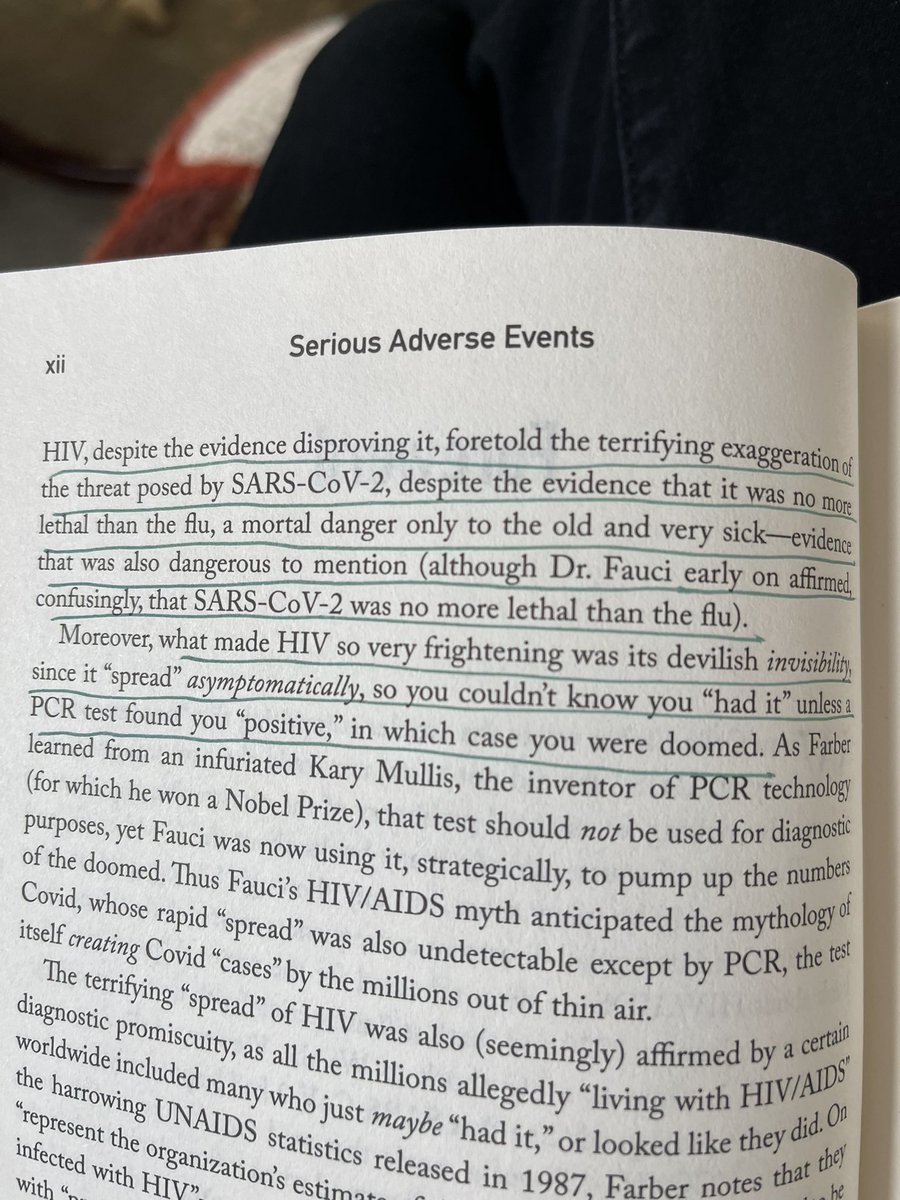 xii
Serious Adverse Events
HIV, despite the evidence disproving it, foretold the terrifying exaggeration of
the threat posed by SARS-CoV-2, despite the evidence that it was no more
lethal than the flu, a mortal danger only to the old and very sick—evidence
that was also dangerous to mention (although Dr. Fauci early on affirmed,
confusingly, that SARS-CoV-2 was no more lethal than the flu).
Moreover, what made HIV so very frightening was its devilish invisibility,
since it “spread” asymptomatically, so you couldn’t know you “had it” unless a
PCR test found you “positive,” in which case you were doomed. As Farber
learned from an infuriated Kary Mullis, the inventor of PCR technology
(for which he won a Nobel Prize), that test should not be used for diagnostic
purposes, yet Fauci was now using it, strategically, to pump up the numbers
of the doomed. Thus Fauci’s HIV/AIDS myth anticipated the mythology of
Covid, whose rapid “spread” was also undetectable except by PCR, the test
itself creating Covid “cases” by the millions out of thin air.
The terrifying “spread” of HIV was also (seemingly) affirmed by a certain
diagnostic promiscuity, as all the millions allegedly “living with HIV/AIDS”
worldwide included many who just maybe “had it,” or looked like they did. On
the harrowing UNAIDS statistics released in 1987, Farber notes that they
“represent the organization’s
infected with HIV”
with
be